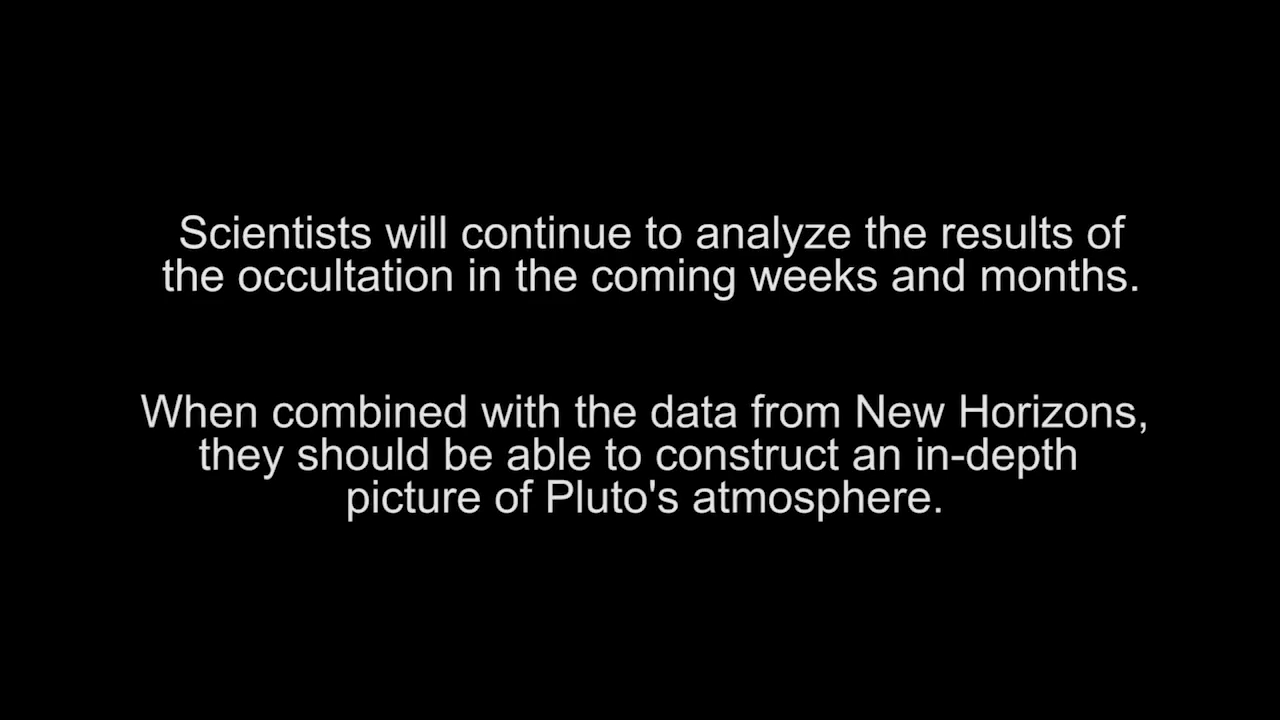 Scientists will continue to analyze the results of
the occultation in the coming weeks and months.
When combined with the data from New Horizons,
they should be able to construct an in-depth
picture of Pluto's atmosphere.